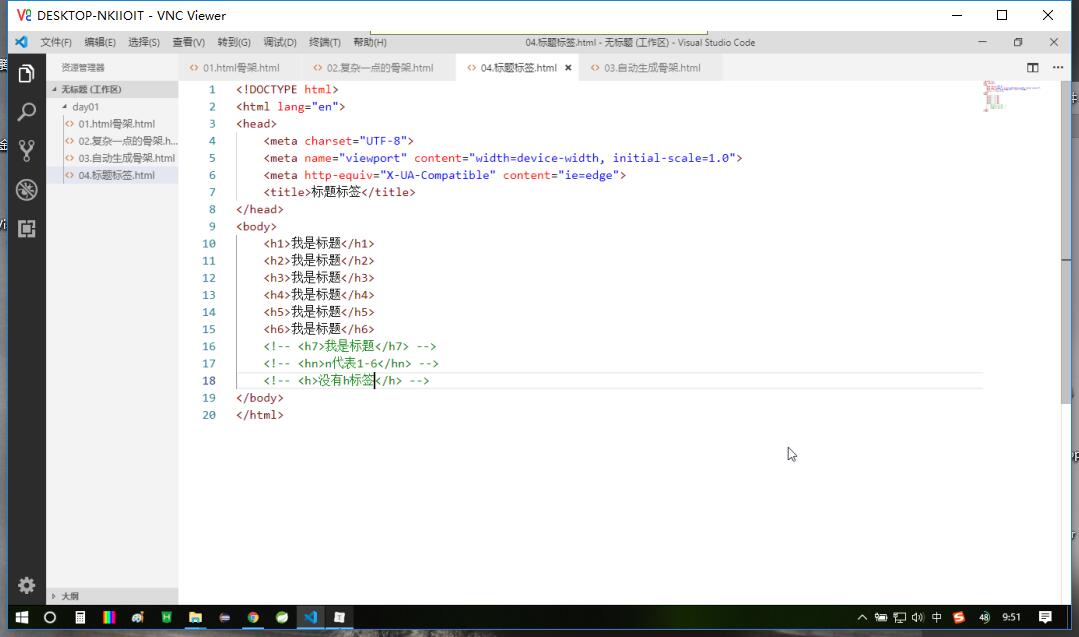 DESKTOP-NKIIOIT - VNC Viewer
文件(F) 编辑(E) 选择(S) 查看(V) 转到(G) 调试(D) 终端(T) 帮助(H) 04.标题标签.html - 无标题 (工作区) - Visual Studio Code
资源管理器
01.html骨架.html 02.复杂一点的骨架.html 04.标题标签.html 03.自动生成骨架.html
无标题 (工作区)
day01
01.html骨架.html
02.复杂一点的骨架.h...
03.自动生成骨架.html
04.标题标签.html
1 <!DOCTYPE html>
2 <html lang="en">
3 <head>
4 <meta charset="UTF-8">
5 <meta name="viewport" content="width=device-width, initial-scale=1.0">
6 <meta http-equiv="X-UA-Compatible" content="ie=edge">
7 <title>标题标签</title>
8 </head>
9 <body>
10 <h1>我是标题</h1>
11 <h2>我是标题</h2>
12 <h3>我是标题</h3>
13 <h4>我是标题</h4>
14 <h5>我是标题</h5>
15 <h6>我是标题</h6>
16 <!-- <h7>我是标题</h7> -->
17 <!-- <hn>n代表1-6</hn> -->
18 <!-- <h>没有h标签</h> -->
19 </body>
20 </html>
大纲
中 48 9:51